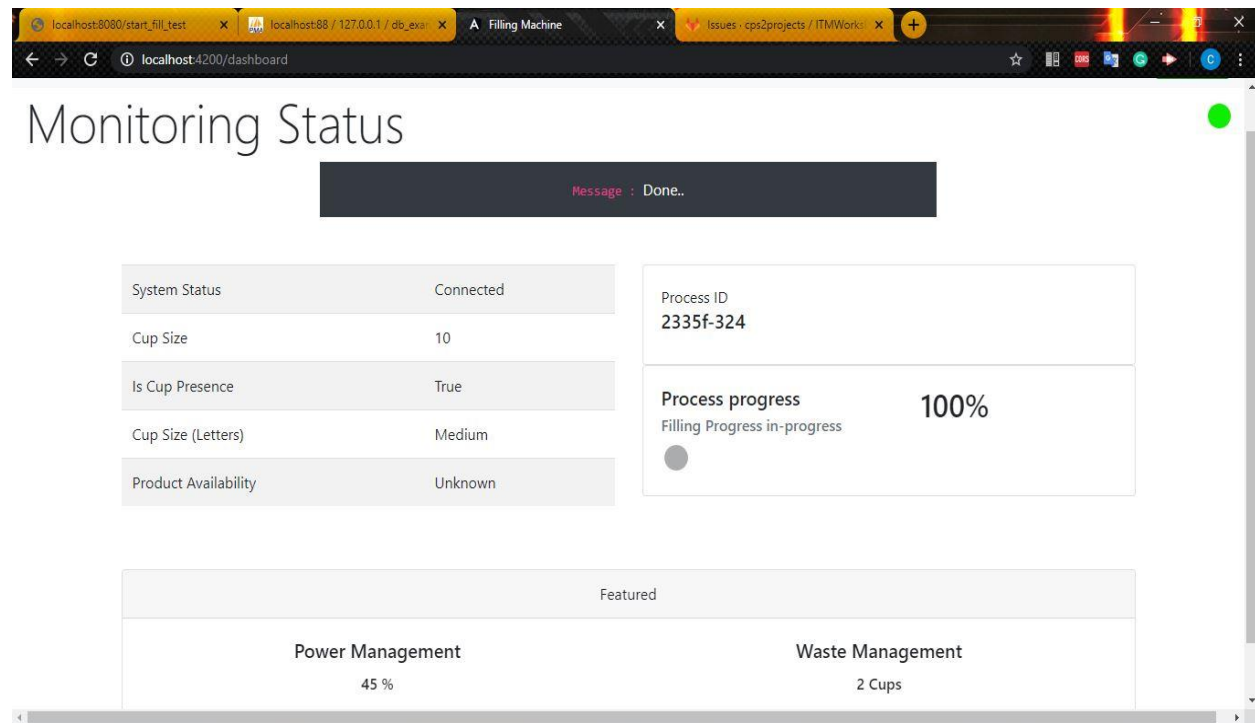 localhost:8080/start_fill_test
localhost:88 / 127.0.0.1 / db_exan
A Filling Machine
Issues · cps2projects / ITMWorks
localhost:4200/dashboard
CORS
G
C
Monitoring Status
Message : Done..
System Status Connected
Cup Size 10
Is Cup Presence True
Cup Size (Letters) Medium
Product Availability Unknown
Process ID
2335f-324
Process progress
100%
Filling Progress in-progress
Featured
Power Management
45 %
Waste Management
2 Cups